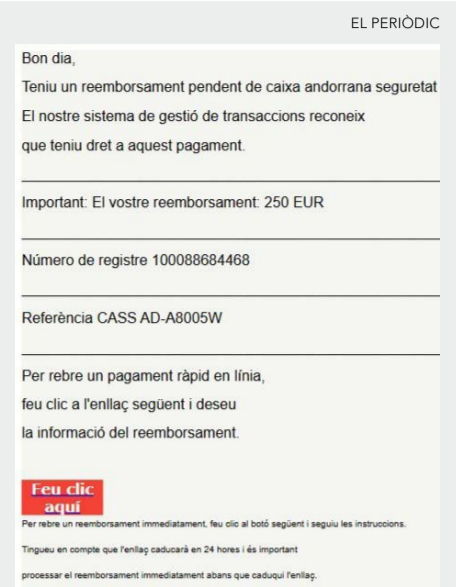 EL PERIÒDIC
Bon dia,
Teniu un reemborsament pendent de caixa andorrana seguretat
El nostre sistema de gestió de transaccions reconeix
que teniu dret a aquest pagament.
Important: El vostre reemborsament: 250 EUR
Número de registre 100088684468
Referència CASS AD-A8005W
Per rebre un pagament ràpid en línia,
feu clic a l'enllaç següent i deseu
la informació del reemborsament.
Feu clic
aquí
Per rebre un reemborsament immediatament, feu clic al botó següent i seguiu les instruccions.
Tingueu en compte que l'enllaç caducarà en 24 hores i és important
processar el reemborsament immediatament abans que caduqui l'enllaç.